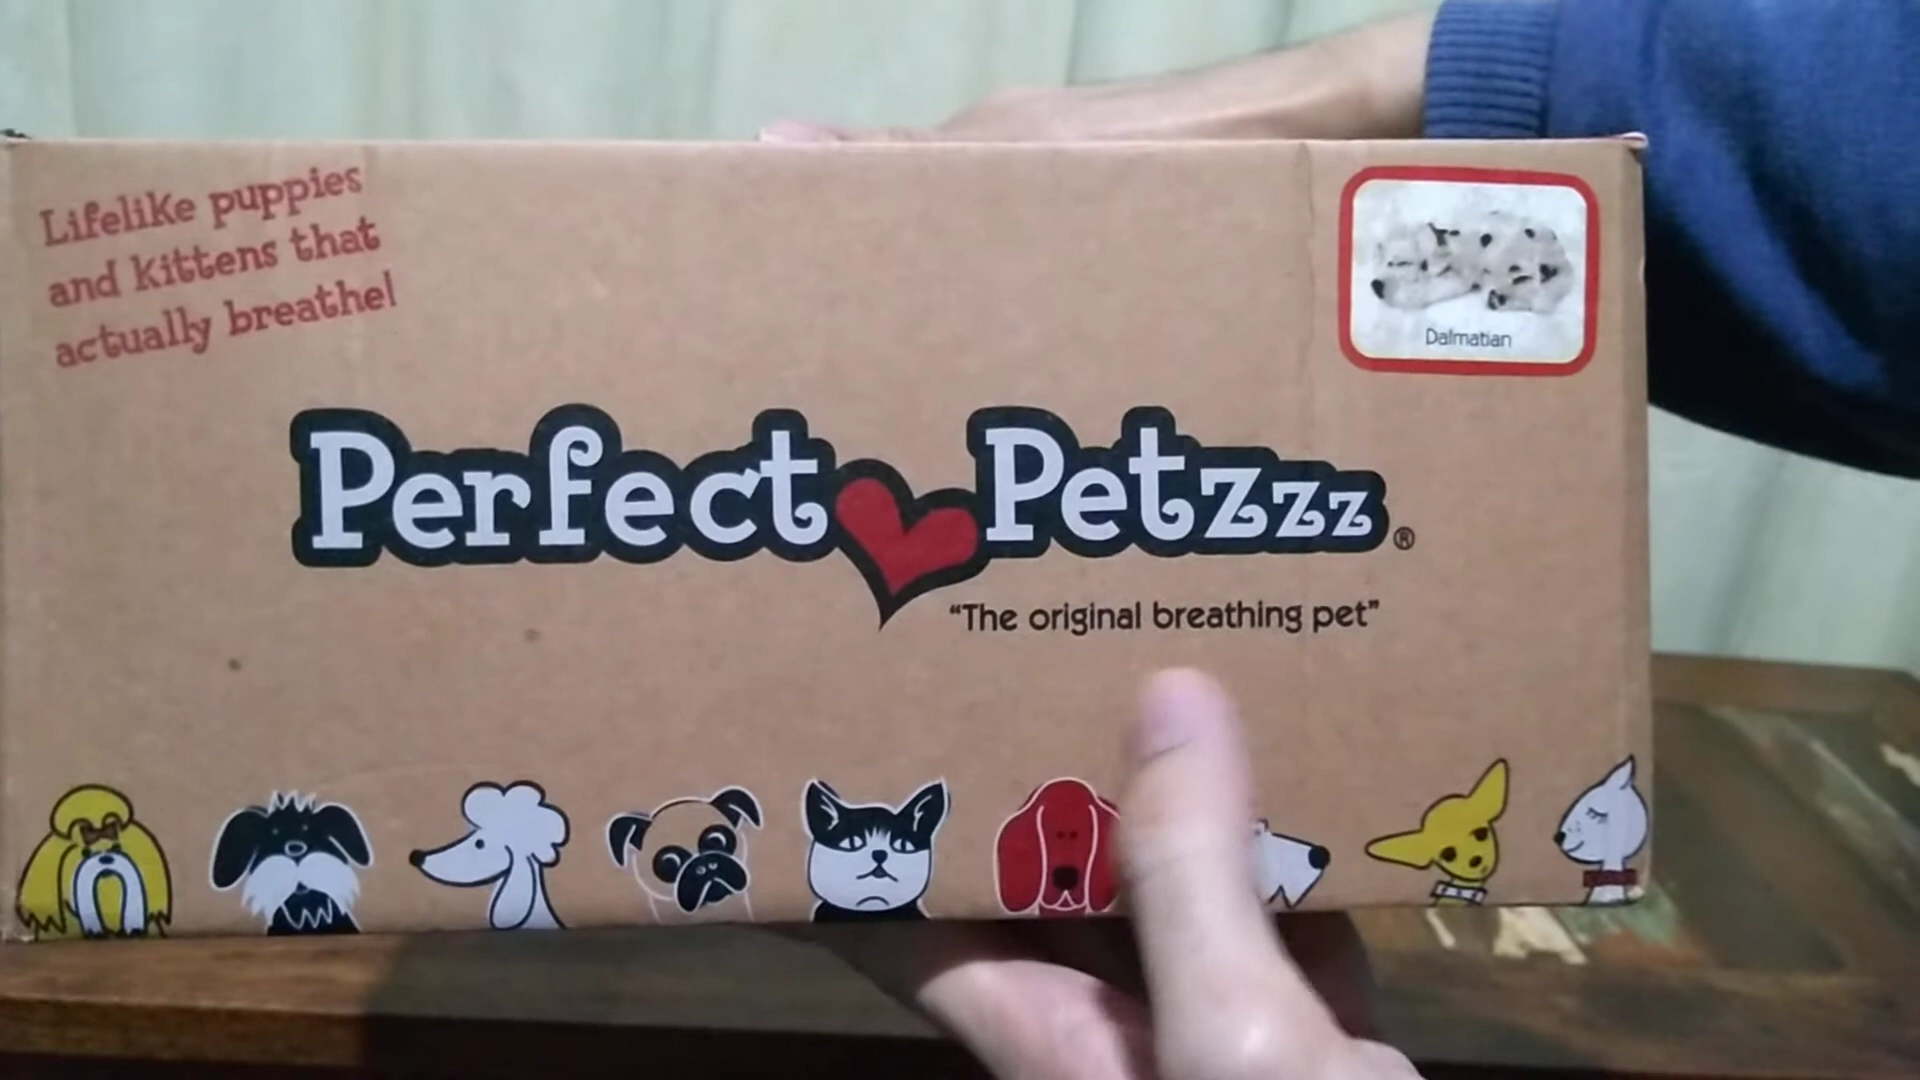 Lifelike puppies
and kittens that
actually breathe!
Dalmatian
Perfect Petzzz®
“The original breathing pet”